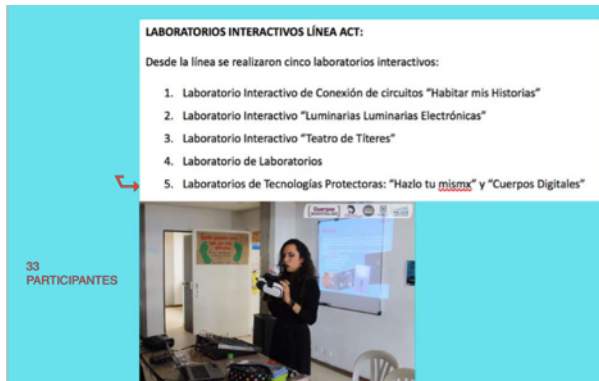 LABORATORIOS INTERACTIVOS LÍNEA ACT:
Desde la línea se realizaron cinco laboratorios interactivos:
1. Laboratorio Interactivo de Conexión de circuitos “Habitar mis Historias”
2. Laboratorio Interactivo “Luminarias Luminarias Electrónicas”
3. Laboratorio Interactivo “Teatro de Títeres”
4. Laboratorio de Laboratorios
5. Laboratorios de Tecnologías Protectoras: “Hazlo tu mismx” y “Cuerpos Digitales”
33
PARTICIPANTES
Cuerpos